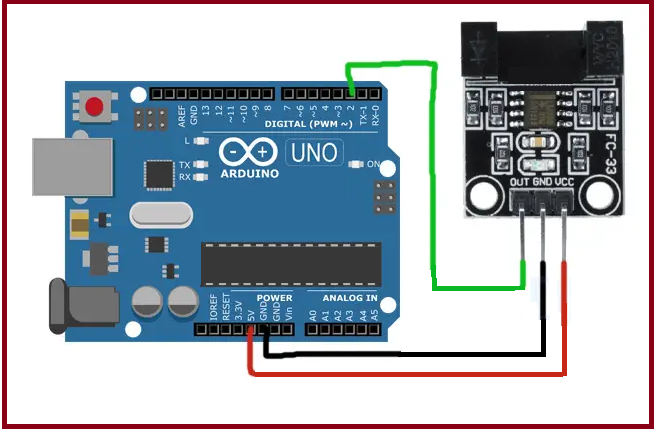 AREF
GND
13
12
~11
~10
~9
8
7
~6
~5
4
~3
2
TX-1
RX-0
DIGITAL (PWM ~)
L
TX
RX
ARDUINO
UNO
ON
POWER
ANALOG IN
IOREF
RESET
3.3V
5V
GND
GND
Vin
A0
A1
A2
A3
A4
A5
OUT GND VCC
FC-33